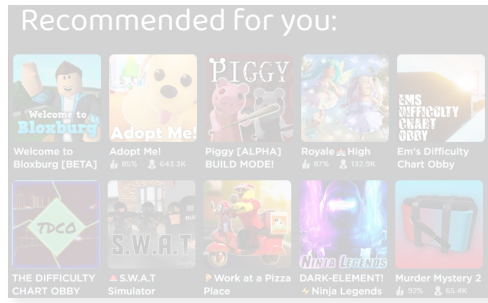 Recommended for you:
Welcome to
Bloxburg
Adopt Me!
PIGGY
EMS
DIFFICULTY
CHART
OBBY
Welcome to
Bloxburg [BETA]
Adopt Me!
85% 643.3K
Piggy [ALPHA]
BUILD MODE!
Royale High
87% 132.9K
Em's Difficulty
Chart Obby
TDCO
S.W.A.T
NINJA LEGENDS
THE DIFFICULTY
CHART OBBY
S.W.A.T
Simulator
Work at a Pizza
Place
DARK-ELEMENT!
Ninja Legends
Murder Mystery 2
92% 65.4K